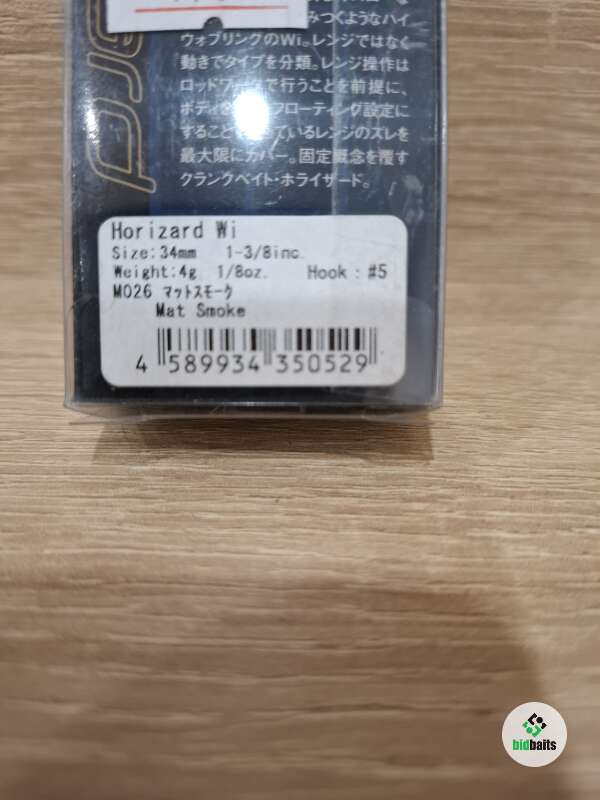 みつくようなハイ
ウォブリングのWi。レンジではなく
動きでタイプを分類。レンジ操作は
ロッドワークで行うことを前提に、
フローティング設定に
すること ているレンジのズレを
最大限にカバー。固定概念を覆す
クランクベイト・ホライザード。
Horizard Wi
Size:34mm 1-3/8inc.
Weight:4g 1/8oz. Hook : #5
M026 マットスモーク
Mat Smoke
4 589934 350529
bidbaits